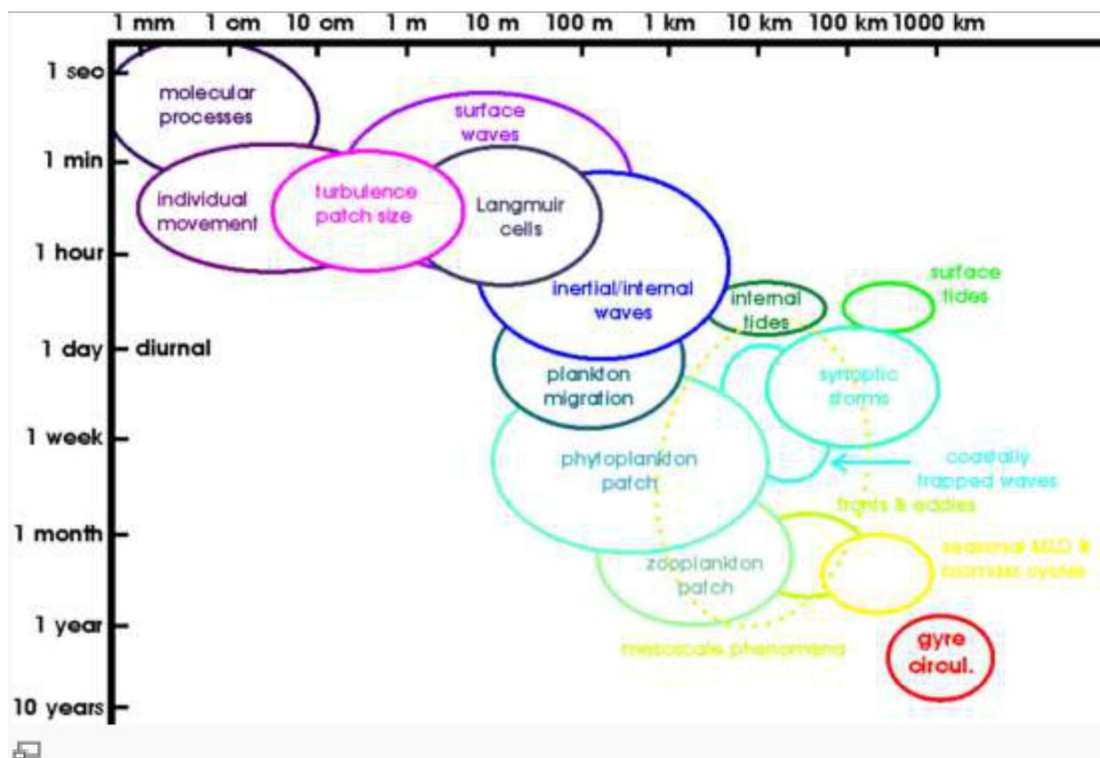 1 mm 1 cm 10 cm 1 m 10 m 100 m 1 km 10 km 100 km 1000 km
1 sec
molecular
processes
surface
waves
1 min
individual
movement
turbulence
patch size
Langmuir
cells
1 hour
inertial/internal
waves
internal
tides
surface
tides
1 day
diurnal
plankton
migration
synoptic
storms
1 week
phytoplankton
patch
coastally
trapped waves
fronts & eddies
1 month
zooplankton
patch
seasonal MLD &
biomass cycles
1 year
mesoscale phenomena
gyre
circul.
10 years